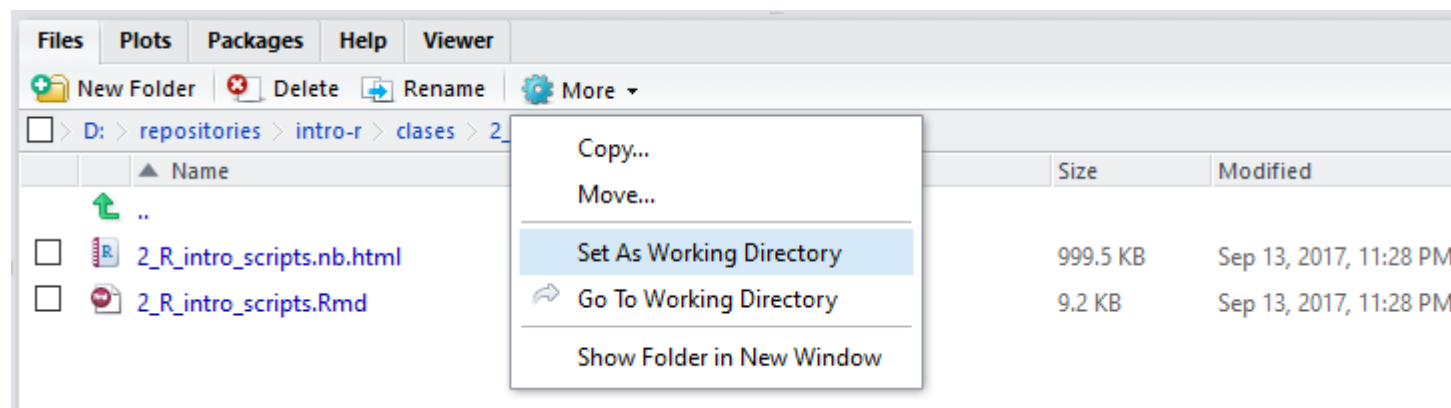 Files Plots Packages Help Viewer
New Folder Delete Rename More
D: > repositories > intro-r > clases > 2_
Name Size Modified
..
2_R_intro_scripts.nb.html 999.5 KB Sep 13, 2017, 11:28 PM
2_R_intro_scripts.Rmd 9.2 KB Sep 13, 2017, 11:28 PM
Copy...
Move...
Set As Working Directory
Go To Working Directory
Show Folder in New Window